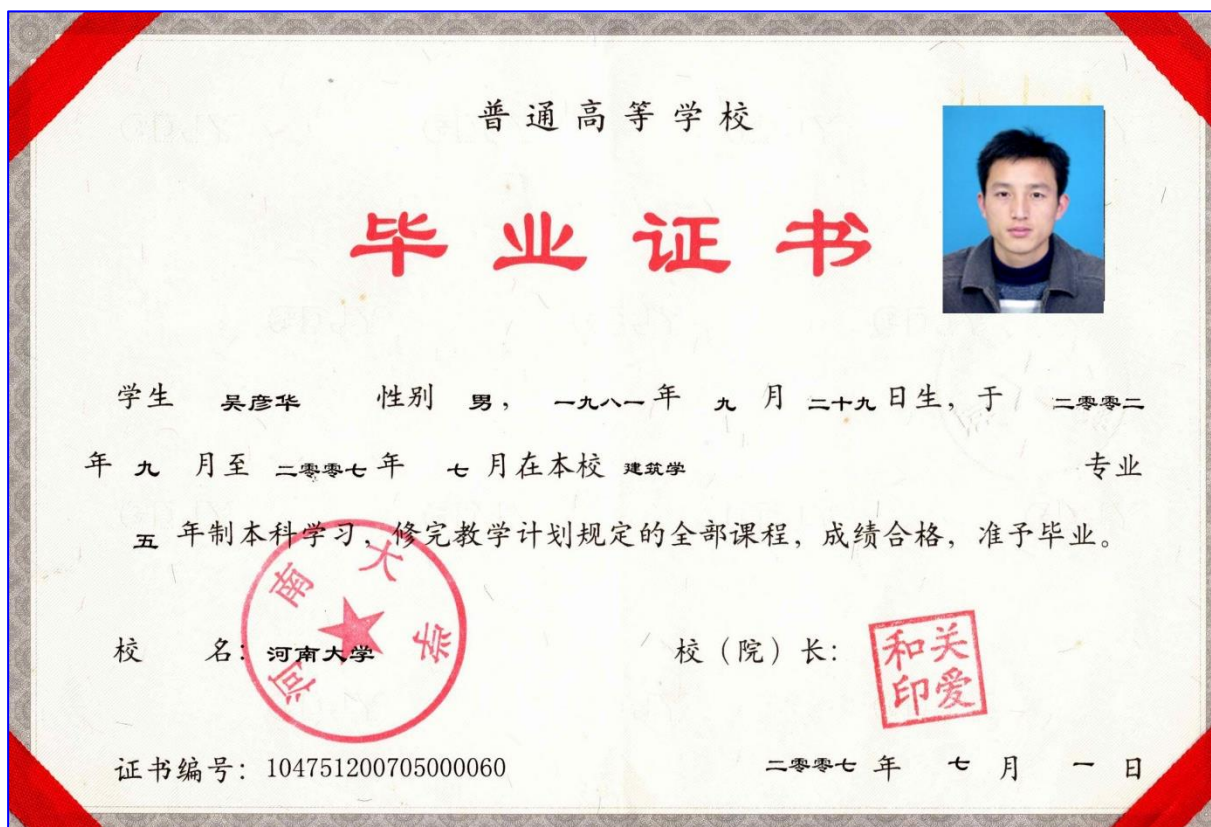 普通高等学校
毕业证书
学生 吴彦华 性别 男， 一九八一年 九 月 二十九日生，于 二零零二
年 九 月至 二零零七年 七 月在本校 建筑学 专业
五 年制本科学习，修完教学计划规定的全部课程，成绩合格，准予毕业。
河南大学
校 名：河南大学 校（院）长：
关爱和印
证书编号：104751200705000060 二零零七 年 七 月 一 日